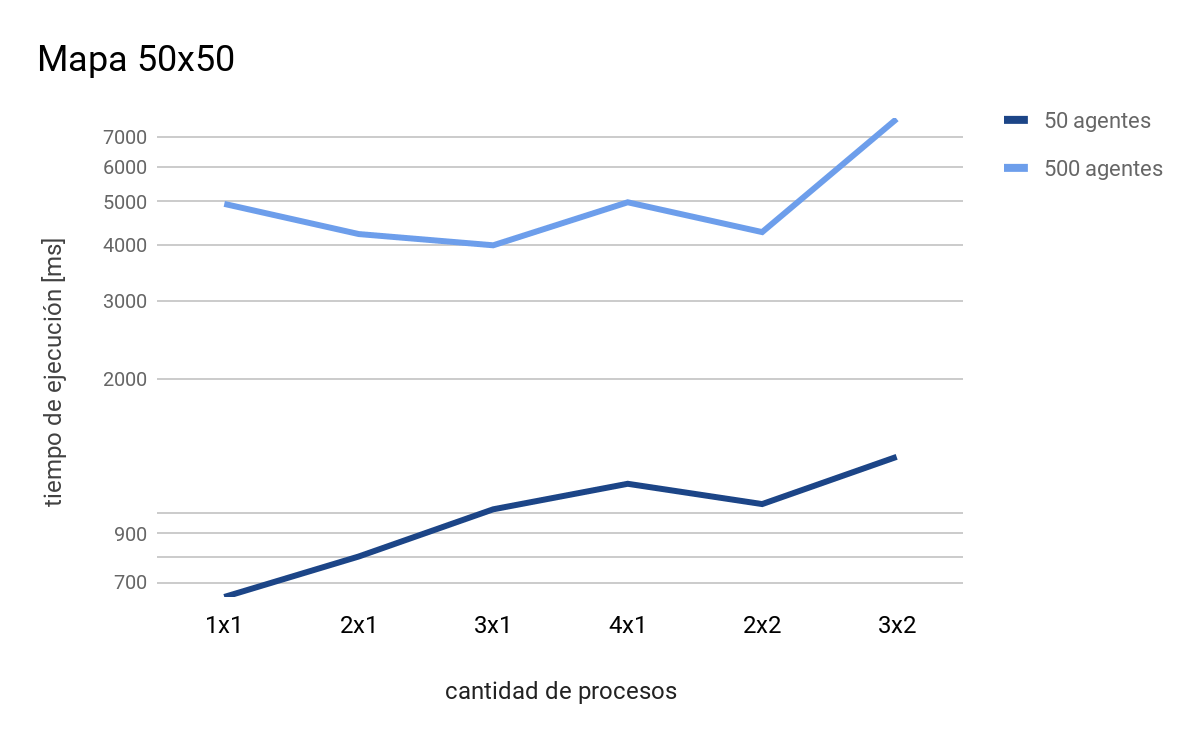 Mapa 50x50
50 agentes
500 agentes
tiempo de ejecución [ms]
7000
6000
5000
4000
3000
2000
900
700
1x1 2x1 3x1 4x1 2x2 3x2
cantidad de procesos